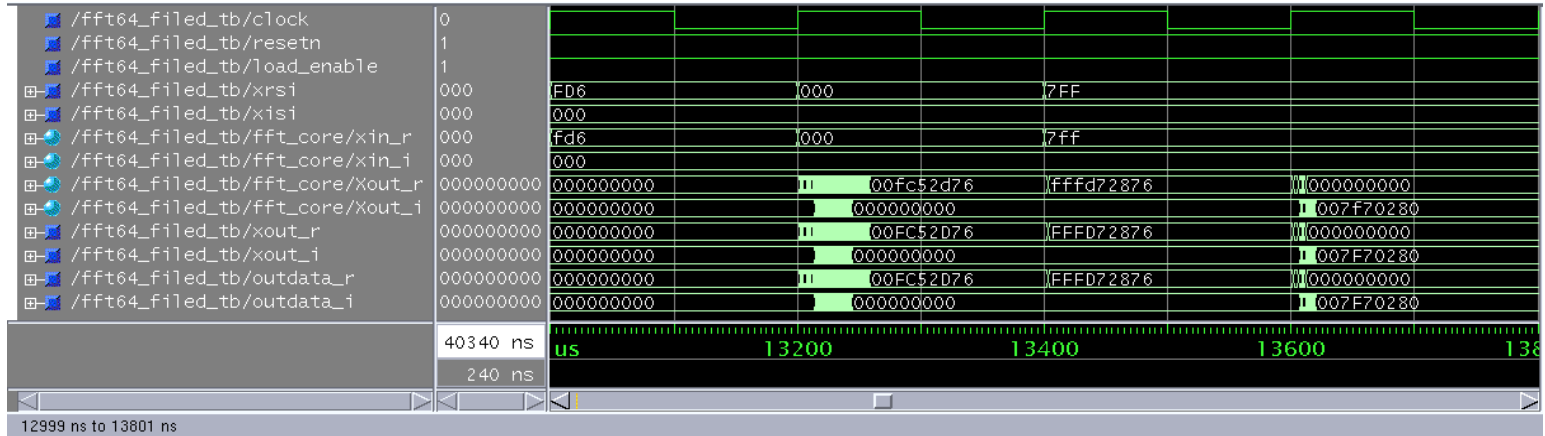 /fft64_filed_tb/clock 0
/fft64_filed_tb/resetn 1
/fft64_filed_tb/load_enable 1
/fft64_filed_tb/xrsi 000 FD6 000 7FF
/fft64_filed_tb/xisi 000 000
/fft64_filed_tb/fft_core/xin_r 000 fd6 000 7ff
/fft64_filed_tb/fft_core/xin_i 000 000
/fft64_filed_tb/fft_core/Xout_r 000000000 000000000 00fc52d76 fffd72876 000000000
/fft64_filed_tb/fft_core/Xout_i 000000000 000000000 000000000 007f70280
/fft64_filed_tb/xout_r 000000000 000000000 00FC52D76 FFFD72876 000000000
/fft64_filed_tb/xout_i 000000000 000000000 000000000 007F70280
/fft64_filed_tb/outdata_r 000000000 000000000 00FC52D76 FFFD72876 000000000
/fft64_filed_tb/outdata_i 000000000 000000000 000000000 007F70280
40340 ns us 13200 13400 13600
240 ns
12999 ns to 13801 ns